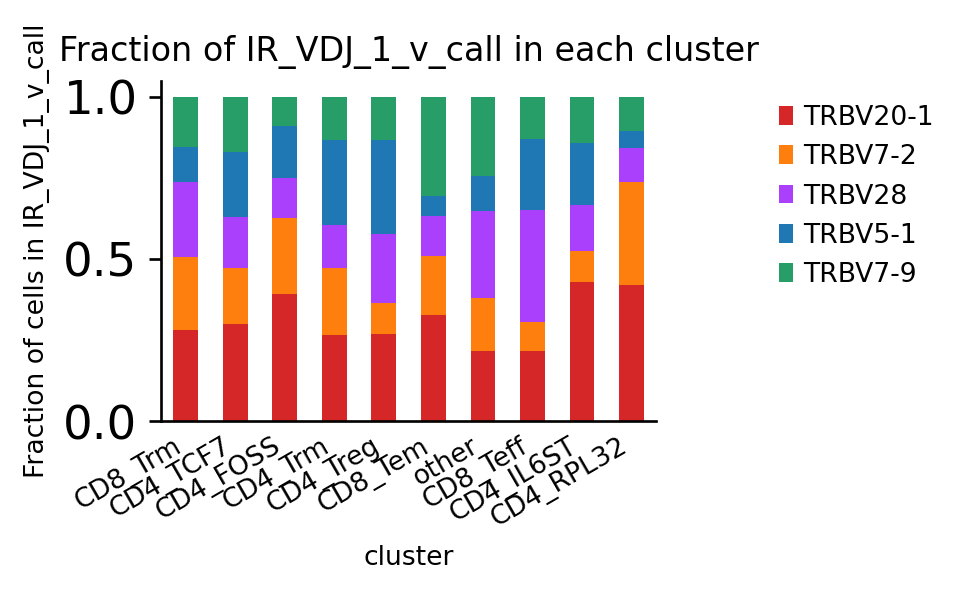 Fraction of IR_VDJ_1_v_call in each cluster
Fraction of cells in IR_VDJ_1_v_call
1.0
0.5
0.0
CD8_Trm
CD4_TCF7
CD4_FOSS
CD4_Trm
CD4_Treg
CD8_Tem
other
CD8_Teff
CD4_IL6ST
CD4_RPL32
cluster
TRBV20-1
TRBV7-2
TRBV28
TRBV5-1
TRBV7-9